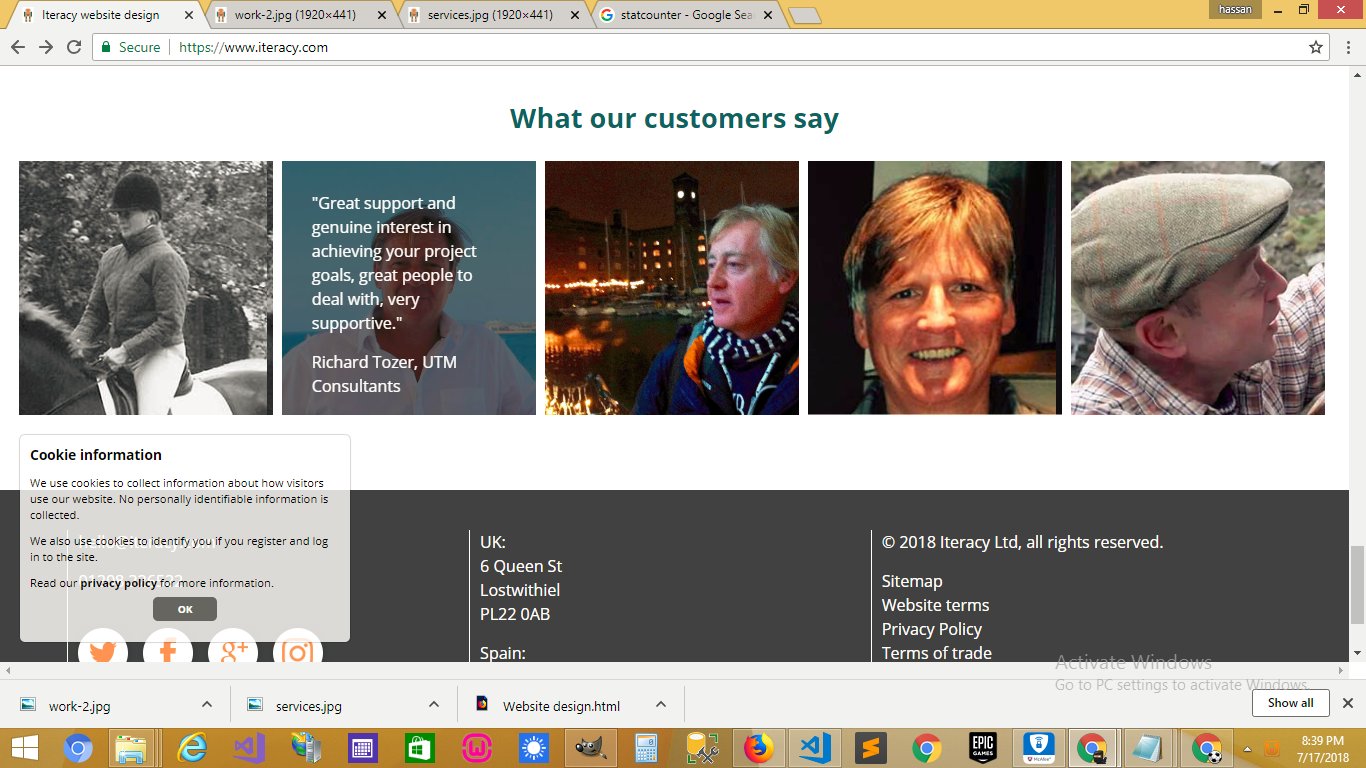 Iteracy website design
work-2.jpg (1920×441)
services.jpg (1920×441)
statcounter - Google Sea
hassan
Secure
https://www.iteracy.com
What our customers say
"Great support and
genuine interest in
achieving your project
goals, great people to
deal with, very
supportive."
Richard Tozer, UTM
Consultants
Cookie information
We use cookies to collect information about how visitors
use our website. No personally identifiable information is
collected.
We also use cookies to identify you if you register and log
in to the site.
Read our privacy policy for more information.
OK
UK:
6 Queen St
Lostwithiel
PL22 0AB
Spain:
© 2018 Iteracy Ltd, all rights reserved.
Sitemap
Website terms
Privacy Policy
Terms of trade
Activate Windows
Go to PC settings to activate Windows.
work-2.jpg
services.jpg
Website design.html
Show all
EPIC
GAMES
McAfee
8:39 PM
7/17/2018